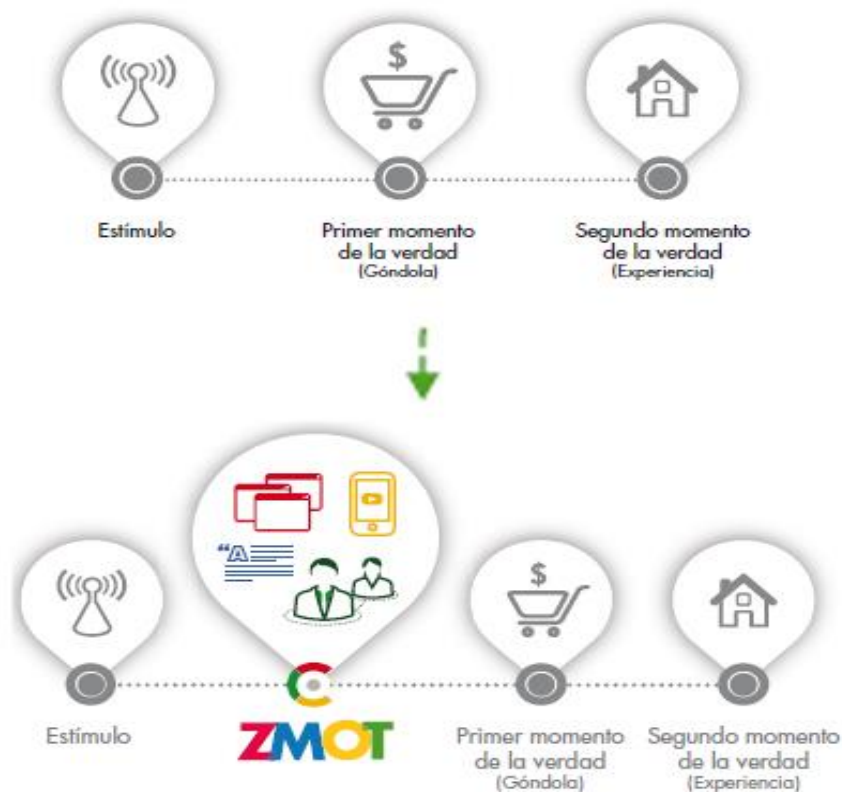 $
Estímulo
Primer momento
de la verdad
(Góndola)
Segundo momento
de la verdad
(Experiencia)
“A
$
Estímulo
ZMOT
Primer momento
de la verdad
(Góndola)
Segundo momento
de la verdad
(Experiencia)